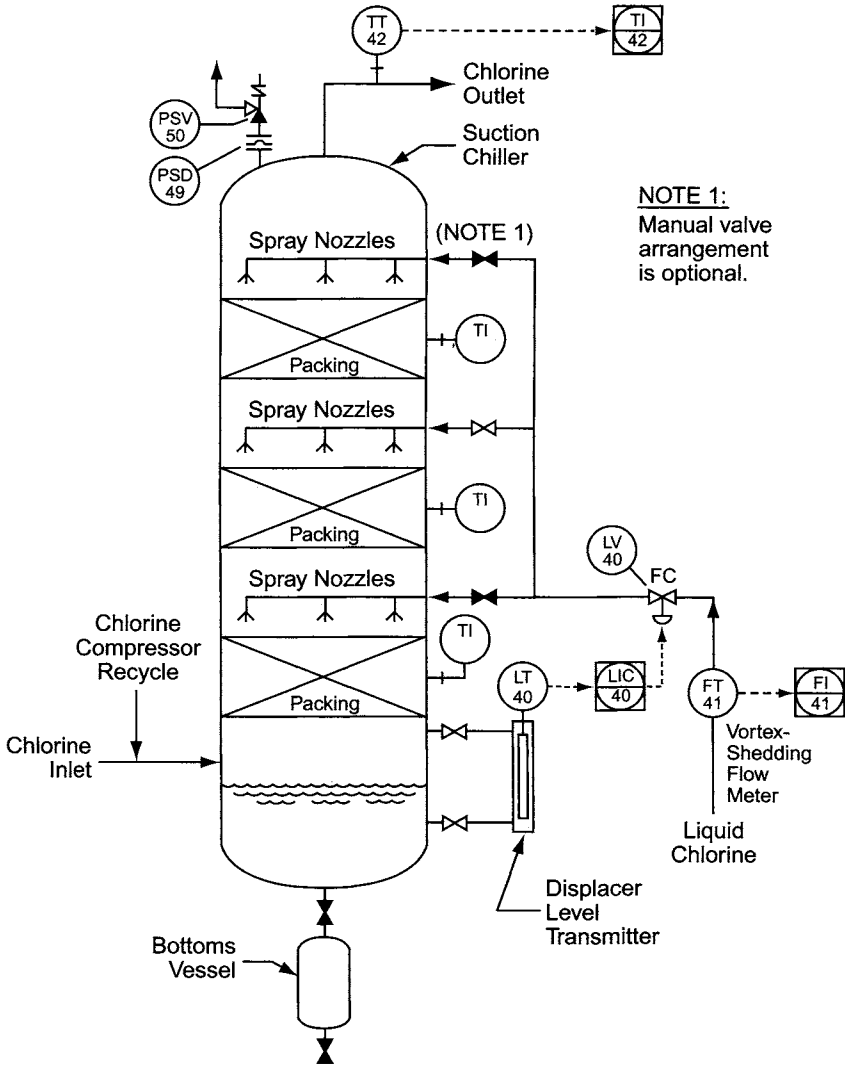 TT
42
TI
42
Chlorine
Outlet
PSV
50
Suction
Chiller
PSD
49
NOTE 1:
Manual valve
arrangement
is optional.
Spray Nozzles
(NOTE 1)
TI
Packing
Spray Nozzles
TI
Packing
LV
40
FC
Spray Nozzles
Chlorine
Compressor
Recycle
TI
Packing
LT
40
LIC
40
FT
41
FI
41
Chlorine
Inlet
Vortex-
Shedding
Flow
Meter
Liquid
Chlorine
Displacer
Level
Transmitter
Bottoms
Vessel